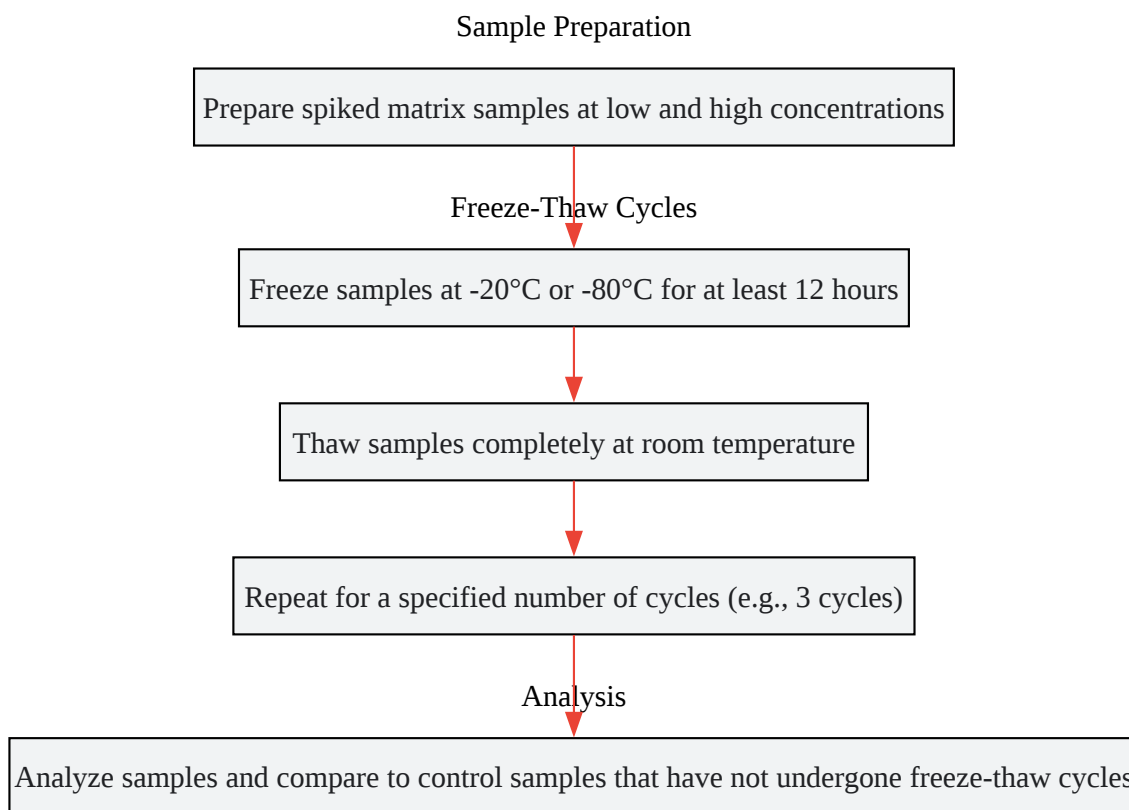 Sample Preparation
Prepare spiked matrix samples at low and high concentrations
Freeze-Thaw Cycles
Freeze samples at -20°C or -80°C for at least 12 hours
Thaw samples completely at room temperature
Repeat for a specified number of cycles (e.g., 3 cycles)
Analysis
Analyze samples and compare to control samples that have not undergone freeze-thaw cycles